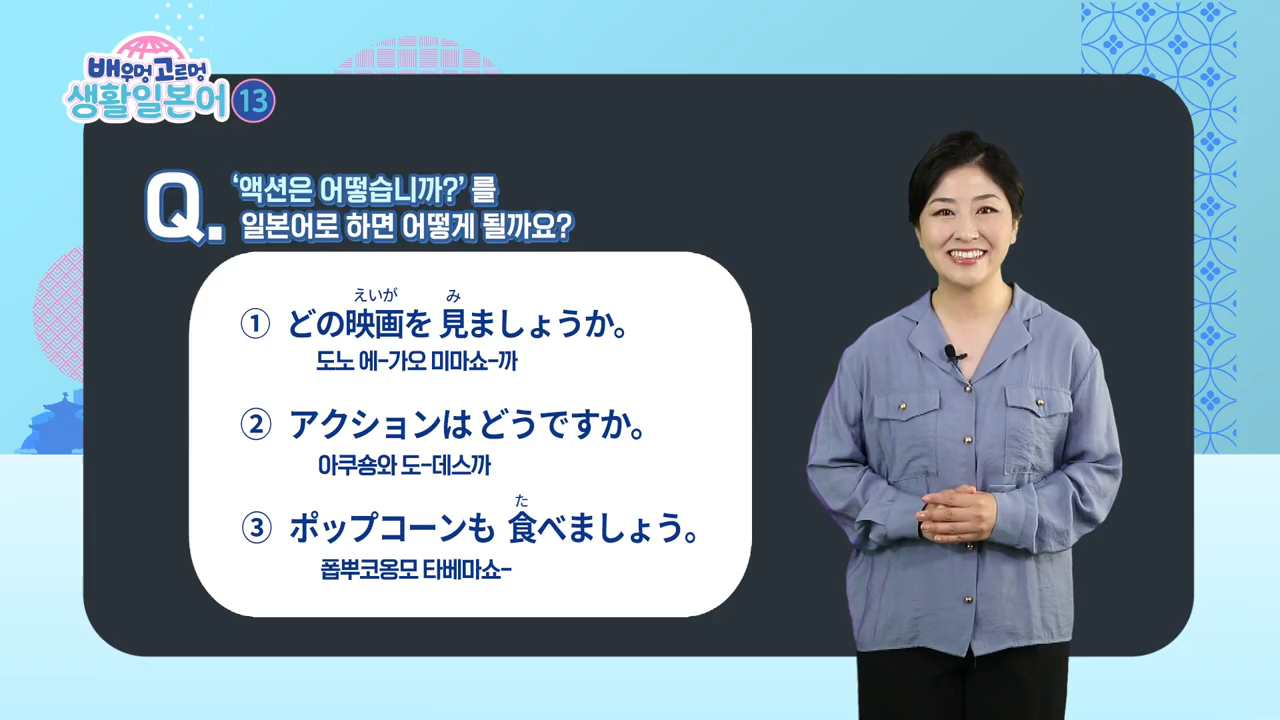 배우멍 고르멍
생활일본어 13
Q. ‘액션은 어떻습니까?’ 를
일본어로 하면 어떻게 될까요?
えいが み
① どの映画を 見ましょうか。
도노 에-가오 미마쇼-까
② アクションは どうですか。
아쿠숀와 도-데스까
た
③ ポップコーンも 食べましょう。
폽뿌코옹모 타베마쇼-